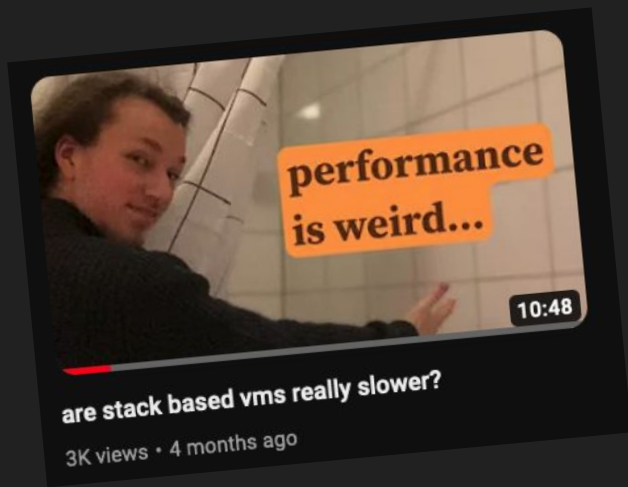 performance
is weird...
10:48
are stack based vms really slower?
3K views • 4 months ago